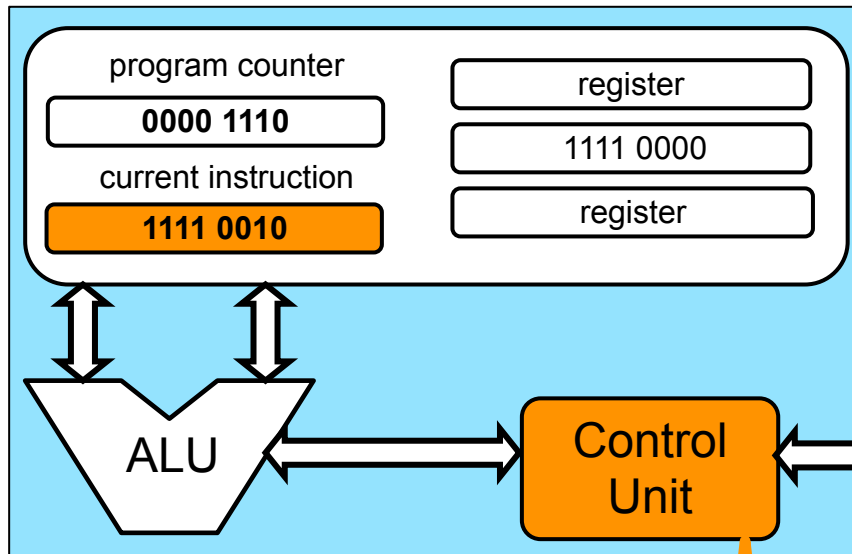 program counter
0000 1110
current instruction
1111 0010
register
1111 0000
register
ALU
Control
Unit